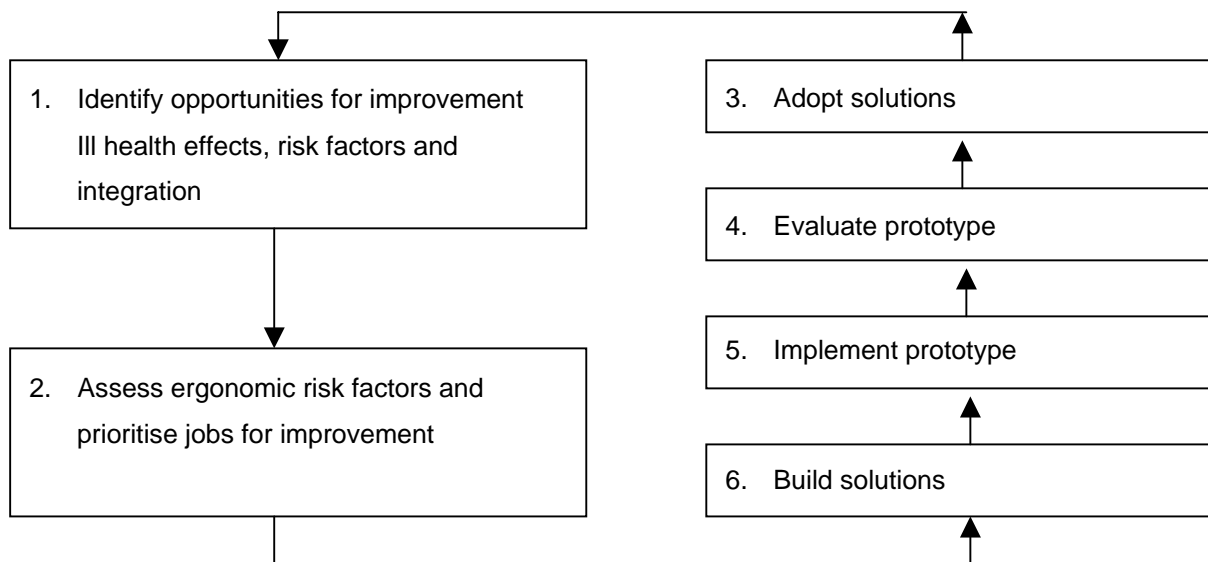 1. Identify opportunities for improvement
Ill health effects, risk factors and
integration
2. Assess ergonomic risk factors and
prioritise jobs for improvement
3. Adopt solutions
4. Evaluate prototype
5. Implement prototype
6. Build solutions